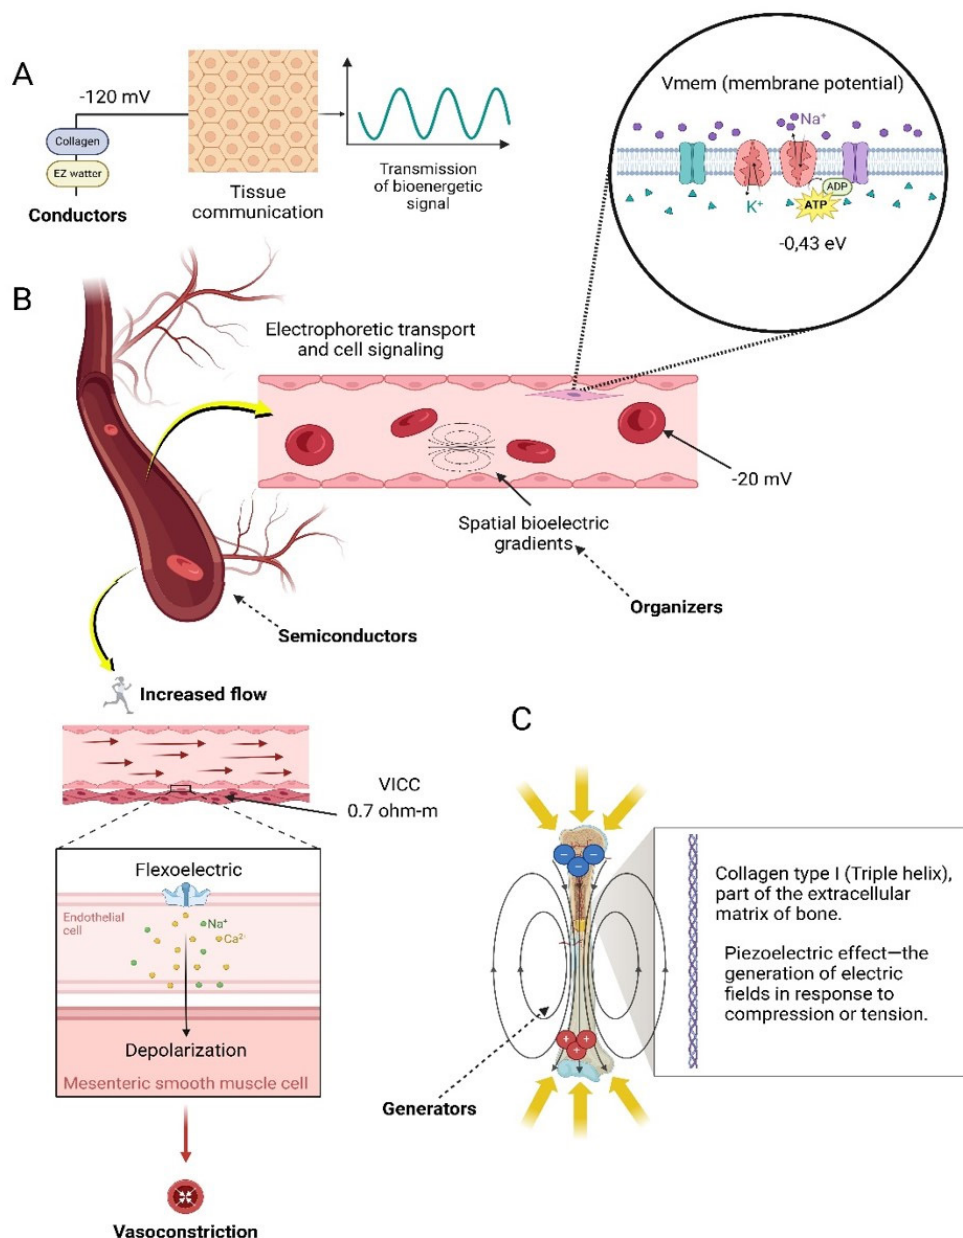 A
-120 mV
Collagen
EZ watter
Conductors
Tissue
communication
Transmission
of bioenergetic
signal
Vmem (membrane potential)
Na⁺
K⁺
ADP
ATP
-0,43 eV
B
Electrophoretic transport
and cell signaling
-20 mV
Spatial bioelectric
gradients
Organizers
Semiconductors
Increased flow
VICC
0.7 ohm-m
Flexoelectric
Endothelial
cell
Na⁺
Ca²⁻
Depolarization
Mesenteric smooth muscle cell
Vasoconstriction
C
Collagen type I (Triple helix),
part of the extracellular
matrix of bone.
Piezoelectric effect—the
generation of electric
fields in response to
compression or tension.
Generators